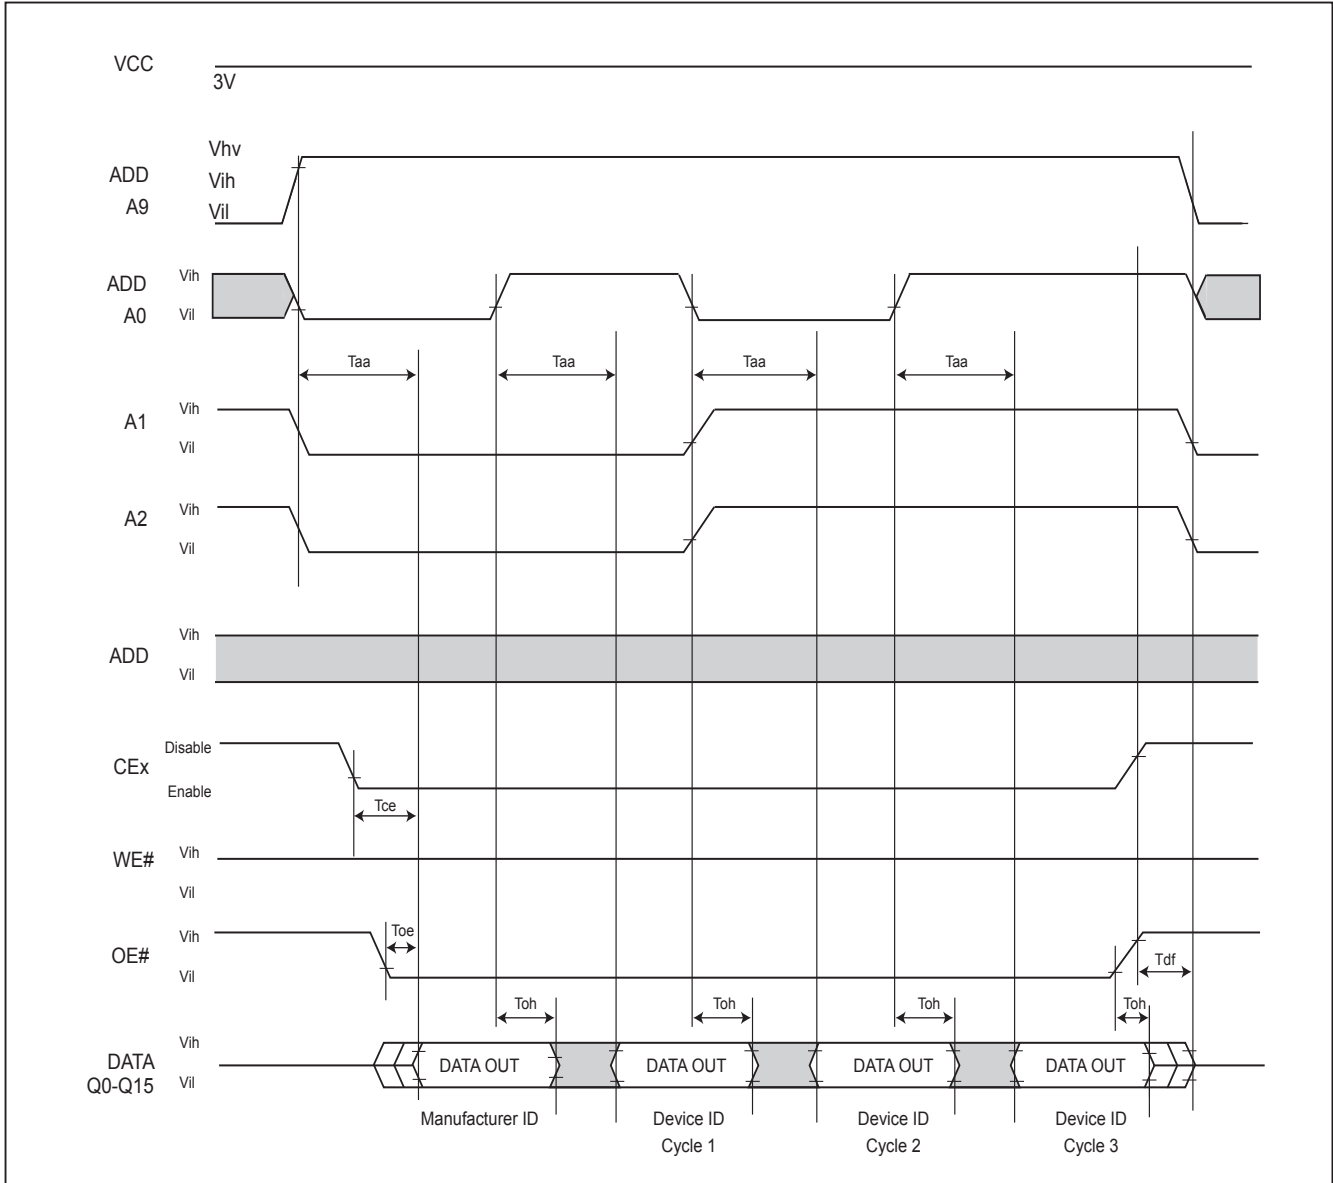 VCC
3V
Vhv
ADD
Vih
A9
Vil
ADD
Vih
A0
Vil
Taa
Taa
Taa
Taa
A1
Vih
Vil
A2
Vih
Vil
ADD
Vih
Vil
CEx
Disable
Enable
Tce
WE#
Vih
Vil
OE#
Vih
Vil
Toe
Tdf
Toh
Toh
Toh
Toh
DATA
Q0-Q15
Vih
Vil
DATA OUT
DATA OUT
DATA OUT
DATA OUT
Manufacturer ID
Device ID
Cycle 1
Device ID
Cycle 2
Device ID
Cycle 3